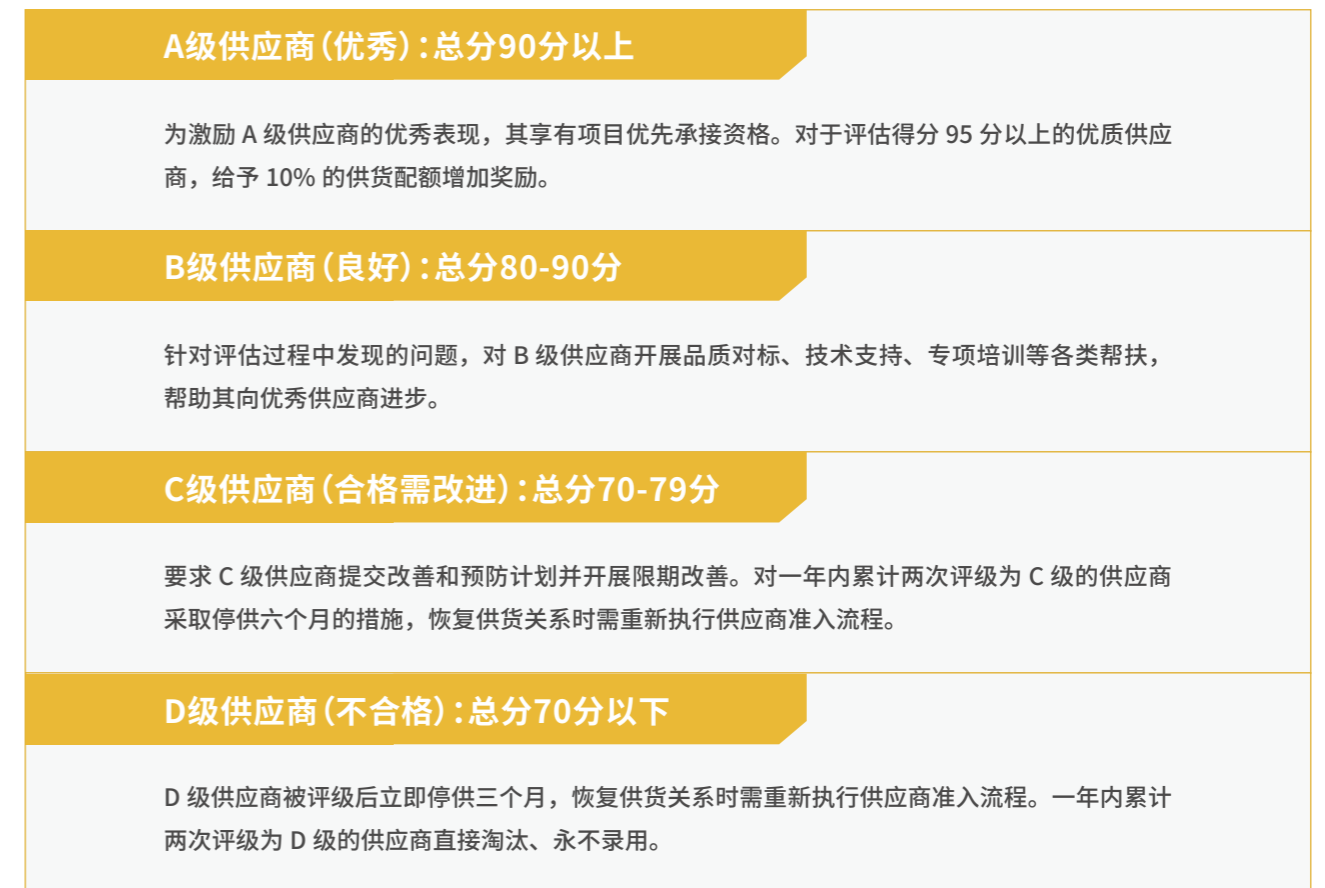 A级供应商（优秀）：总分90分以上
为激励 A 级供应商的优秀表现，其享有项目优先承接资格。对于评估得分 95 分以上的优质供应
商，给予 10% 的供货配额增加奖励。
B级供应商（良好）：总分80-90分
针对评估过程中发现的问题，对 B 级供应商开展品质对标、技术支持、专项培训等各类帮扶，
帮助其向优秀供应商进步。
C级供应商（合格需改进）：总分70-79分
要求 C 级供应商提交改善和预防计划并开展限期改善。对一年内累计两次评级为 C 级的供应商
采取停供六个月的措施，恢复供货关系时需重新执行供应商准入流程。
D级供应商（不合格）：总分70分以下
D 级供应商被评级后立即停供三个月，恢复供货关系时需重新执行供应商准入流程。一年内累计
两次评级为 D 级的供应商直接淘汰、永不录用。